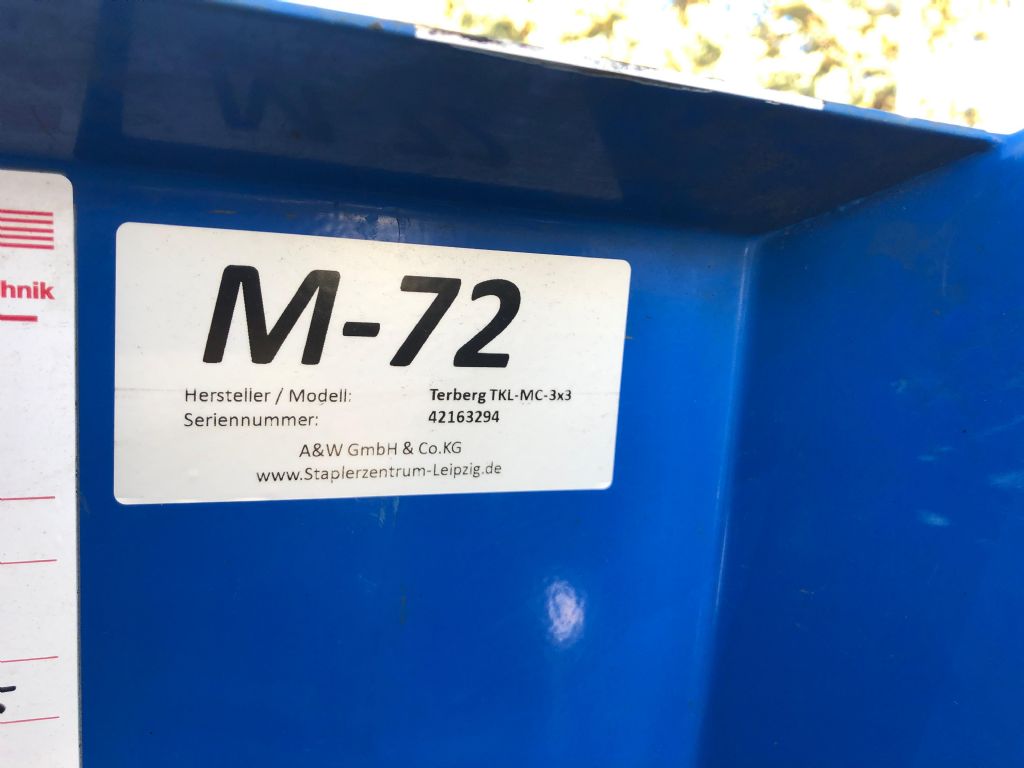 hnik
M-72
Hersteller / Modell: Terberg TKL-MC-3x3
Seriennummer: 42163294
A&W GmbH & Co.KG
www.Staplerzentrum-Leipzig.de